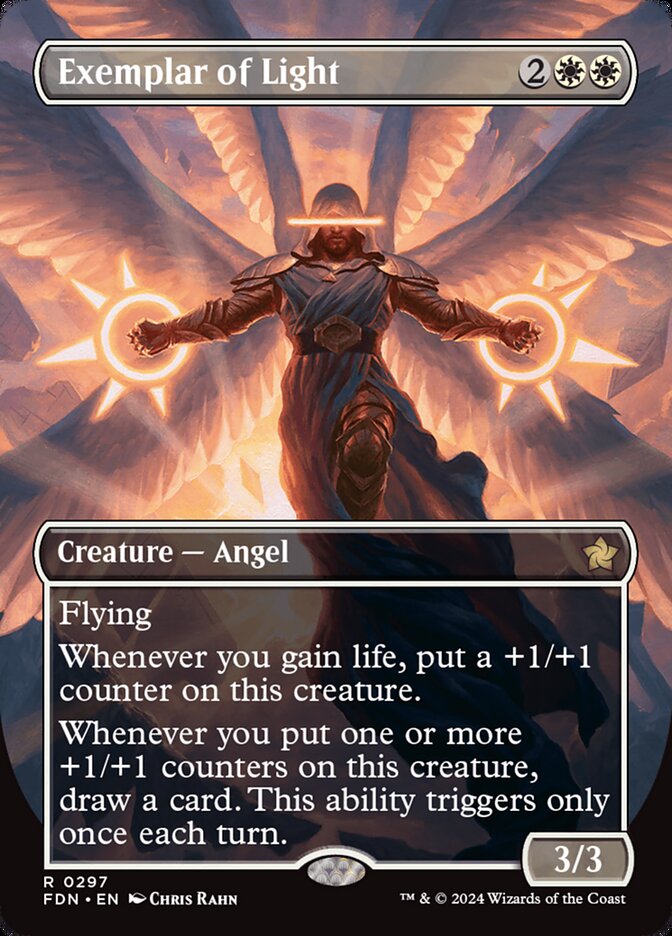 Exemplar of Light 2
Creature — Angel
Flying
Whenever you gain life, put a +1/+1
counter on this creature.
Whenever you put one or more
+1/+1 counters on this creature,
draw a card. This ability triggers only
once each turn.
3/3
R 0297
FDN • EN Chris Rahn
™ & © 2024 Wizards of the Coast